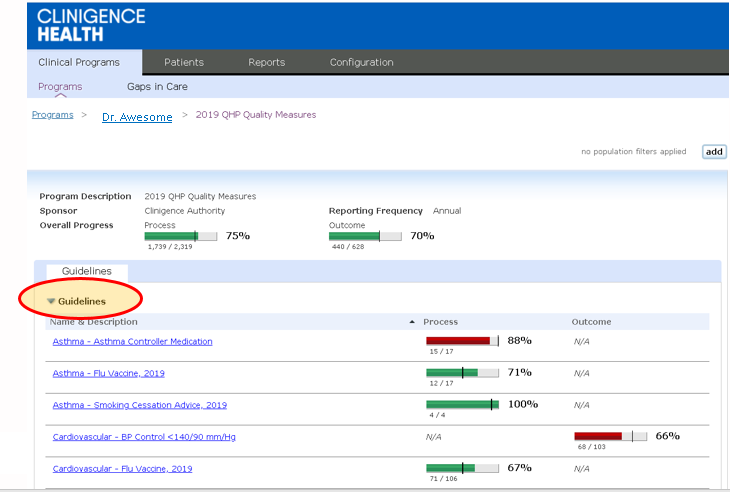 CLINIGENCE
HEALTH
Clinical Programs Patients Reports Configuration
Programs Gaps in Care
Programs > Dr. Awesome > 2019 QHP Quality Measures
no population filters applied add
Program Description 2019 QHP Quality Measures
Sponsor Clinigence Authority Reporting Frequency Annual
Overall Progress Process Outcome
75% 70%
1,739 / 2,319 440 / 628
Guidelines
Guidelines
Name & Description Process Outcome
Asthma - Asthma Controller Medication 88% N/A
15 / 17
Asthma - Flu Vaccine, 2019 71% N/A
12 / 17
Asthma - Smoking Cessation Advice, 2019 100% N/A
4 / 4
Cardiovascular - BP Control <140/90 mm/Hg N/A 66%
68 / 103
Cardiovascular - Flu Vaccine, 2019 67% N/A
71 / 106